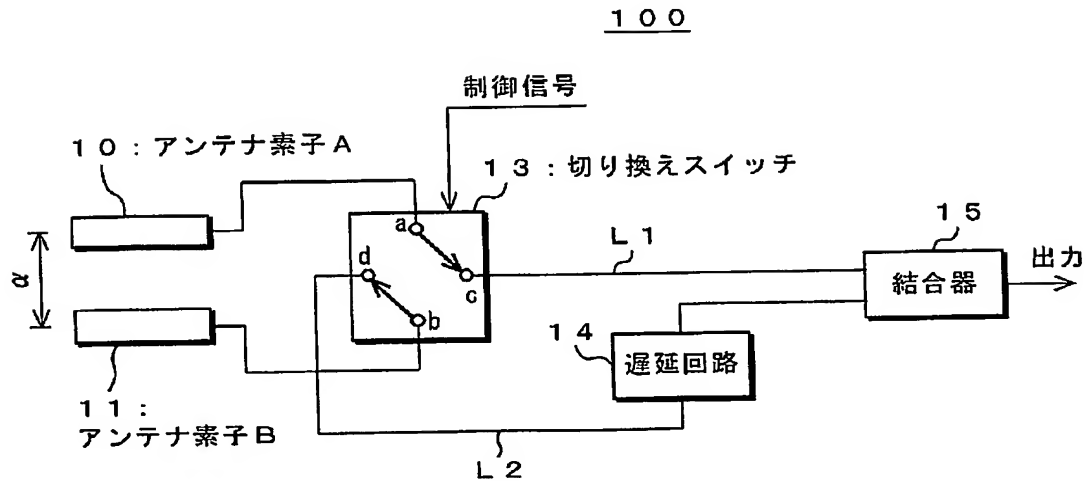 １００
制御信号
１０：アンテナ素子Ａ
１３：切り換えスイッチ
a
d
c
b
α
Ｌ１
１５
結合器
出力
１４
遅延回路
１１：
アンテナ素子Ｂ
Ｌ２